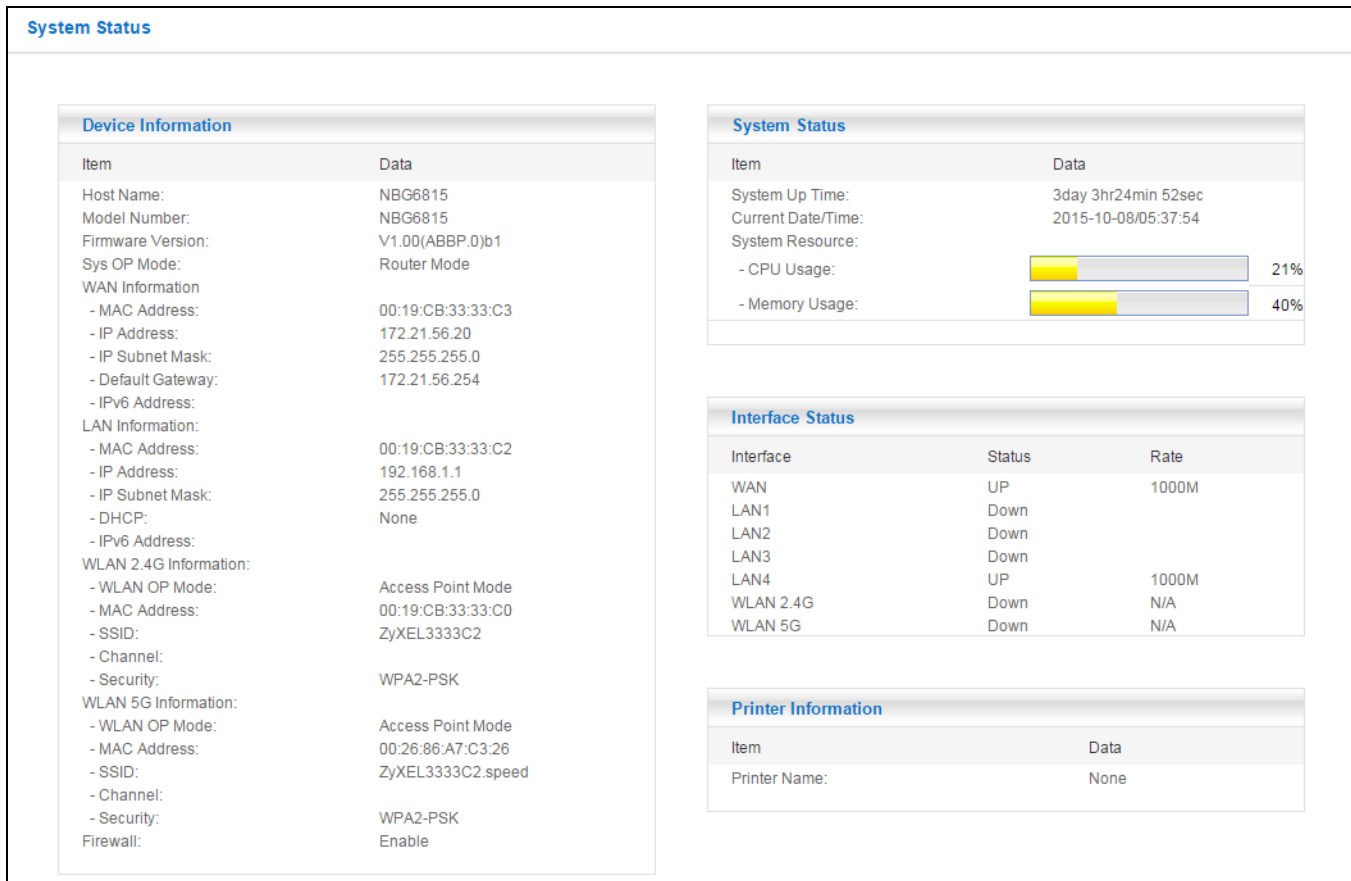 System Status
Device Information
Item Data
Host Name: NBG6815
Model Number: NBG6815
Firmware Version: V1.00(ABBP.0)b1
Sys OP Mode: Router Mode
WAN Information
- MAC Address: 00:19:CB:33:33:C3
- IP Address: 172.21.56.20
- IP Subnet Mask: 255.255.255.0
- Default Gateway: 172.21.56.254
- IPv6 Address:
LAN Information:
- MAC Address: 00:19:CB:33:33:C2
- IP Address: 192.168.1.1
- IP Subnet Mask: 255.255.255.0
- DHCP: None
- IPv6 Address:
WLAN 2.4G Information:
- WLAN OP Mode: Access Point Mode
- MAC Address: 00:19:CB:33:33:C0
- SSID: ZyXEL3333C2
- Channel:
- Security: WPA2-PSK
WLAN 5G Information:
- WLAN OP Mode: Access Point Mode
- MAC Address: 00:26:86:A7:C3:26
- SSID: ZyXEL3333C2.speed
- Channel:
- Security: WPA2-PSK
Firewall: Enable
System Status
Item Data
System Up Time: 3day 3hr24min 52sec
Current Date/Time: 2015-10-08/05:37:54
System Resource:
- CPU Usage: 21%
- Memory Usage: 40%
Interface Status
Interface Status Rate
WAN UP 1000M
LAN1 Down
LAN2 Down
LAN3 Down
LAN4 UP 1000M
WLAN 2.4G Down N/A
WLAN 5G Down N/A
Printer Information
Item Data
Printer Name: None